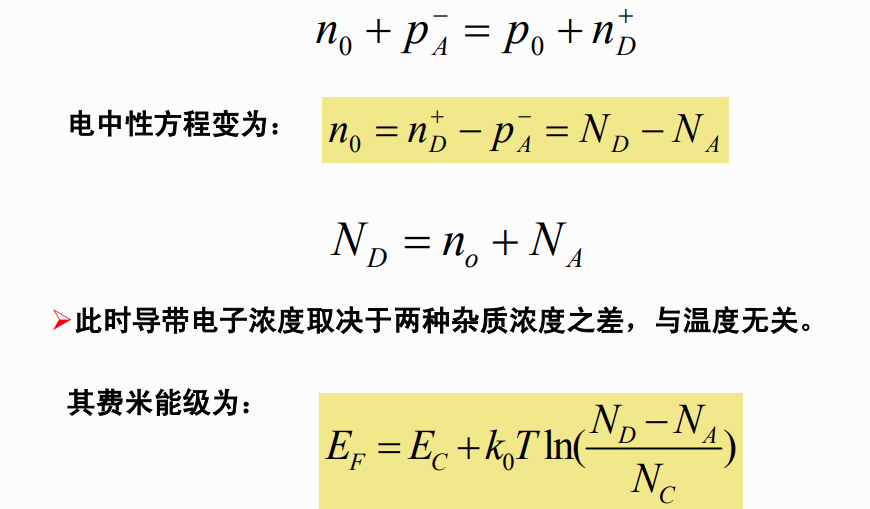 n₀ + p_A⁻ = p₀ + n_D⁺
电中性方程变为： n₀ = n_D⁺ − p_A⁻ = N_D − N_A
N_D = n_o + N_A
➢此时导带电子浓度取决于两种杂质浓度之差，与温度无关。
其费米能级为： E_F = E_C + k₀T ln((N_D − N_A)/N_C)